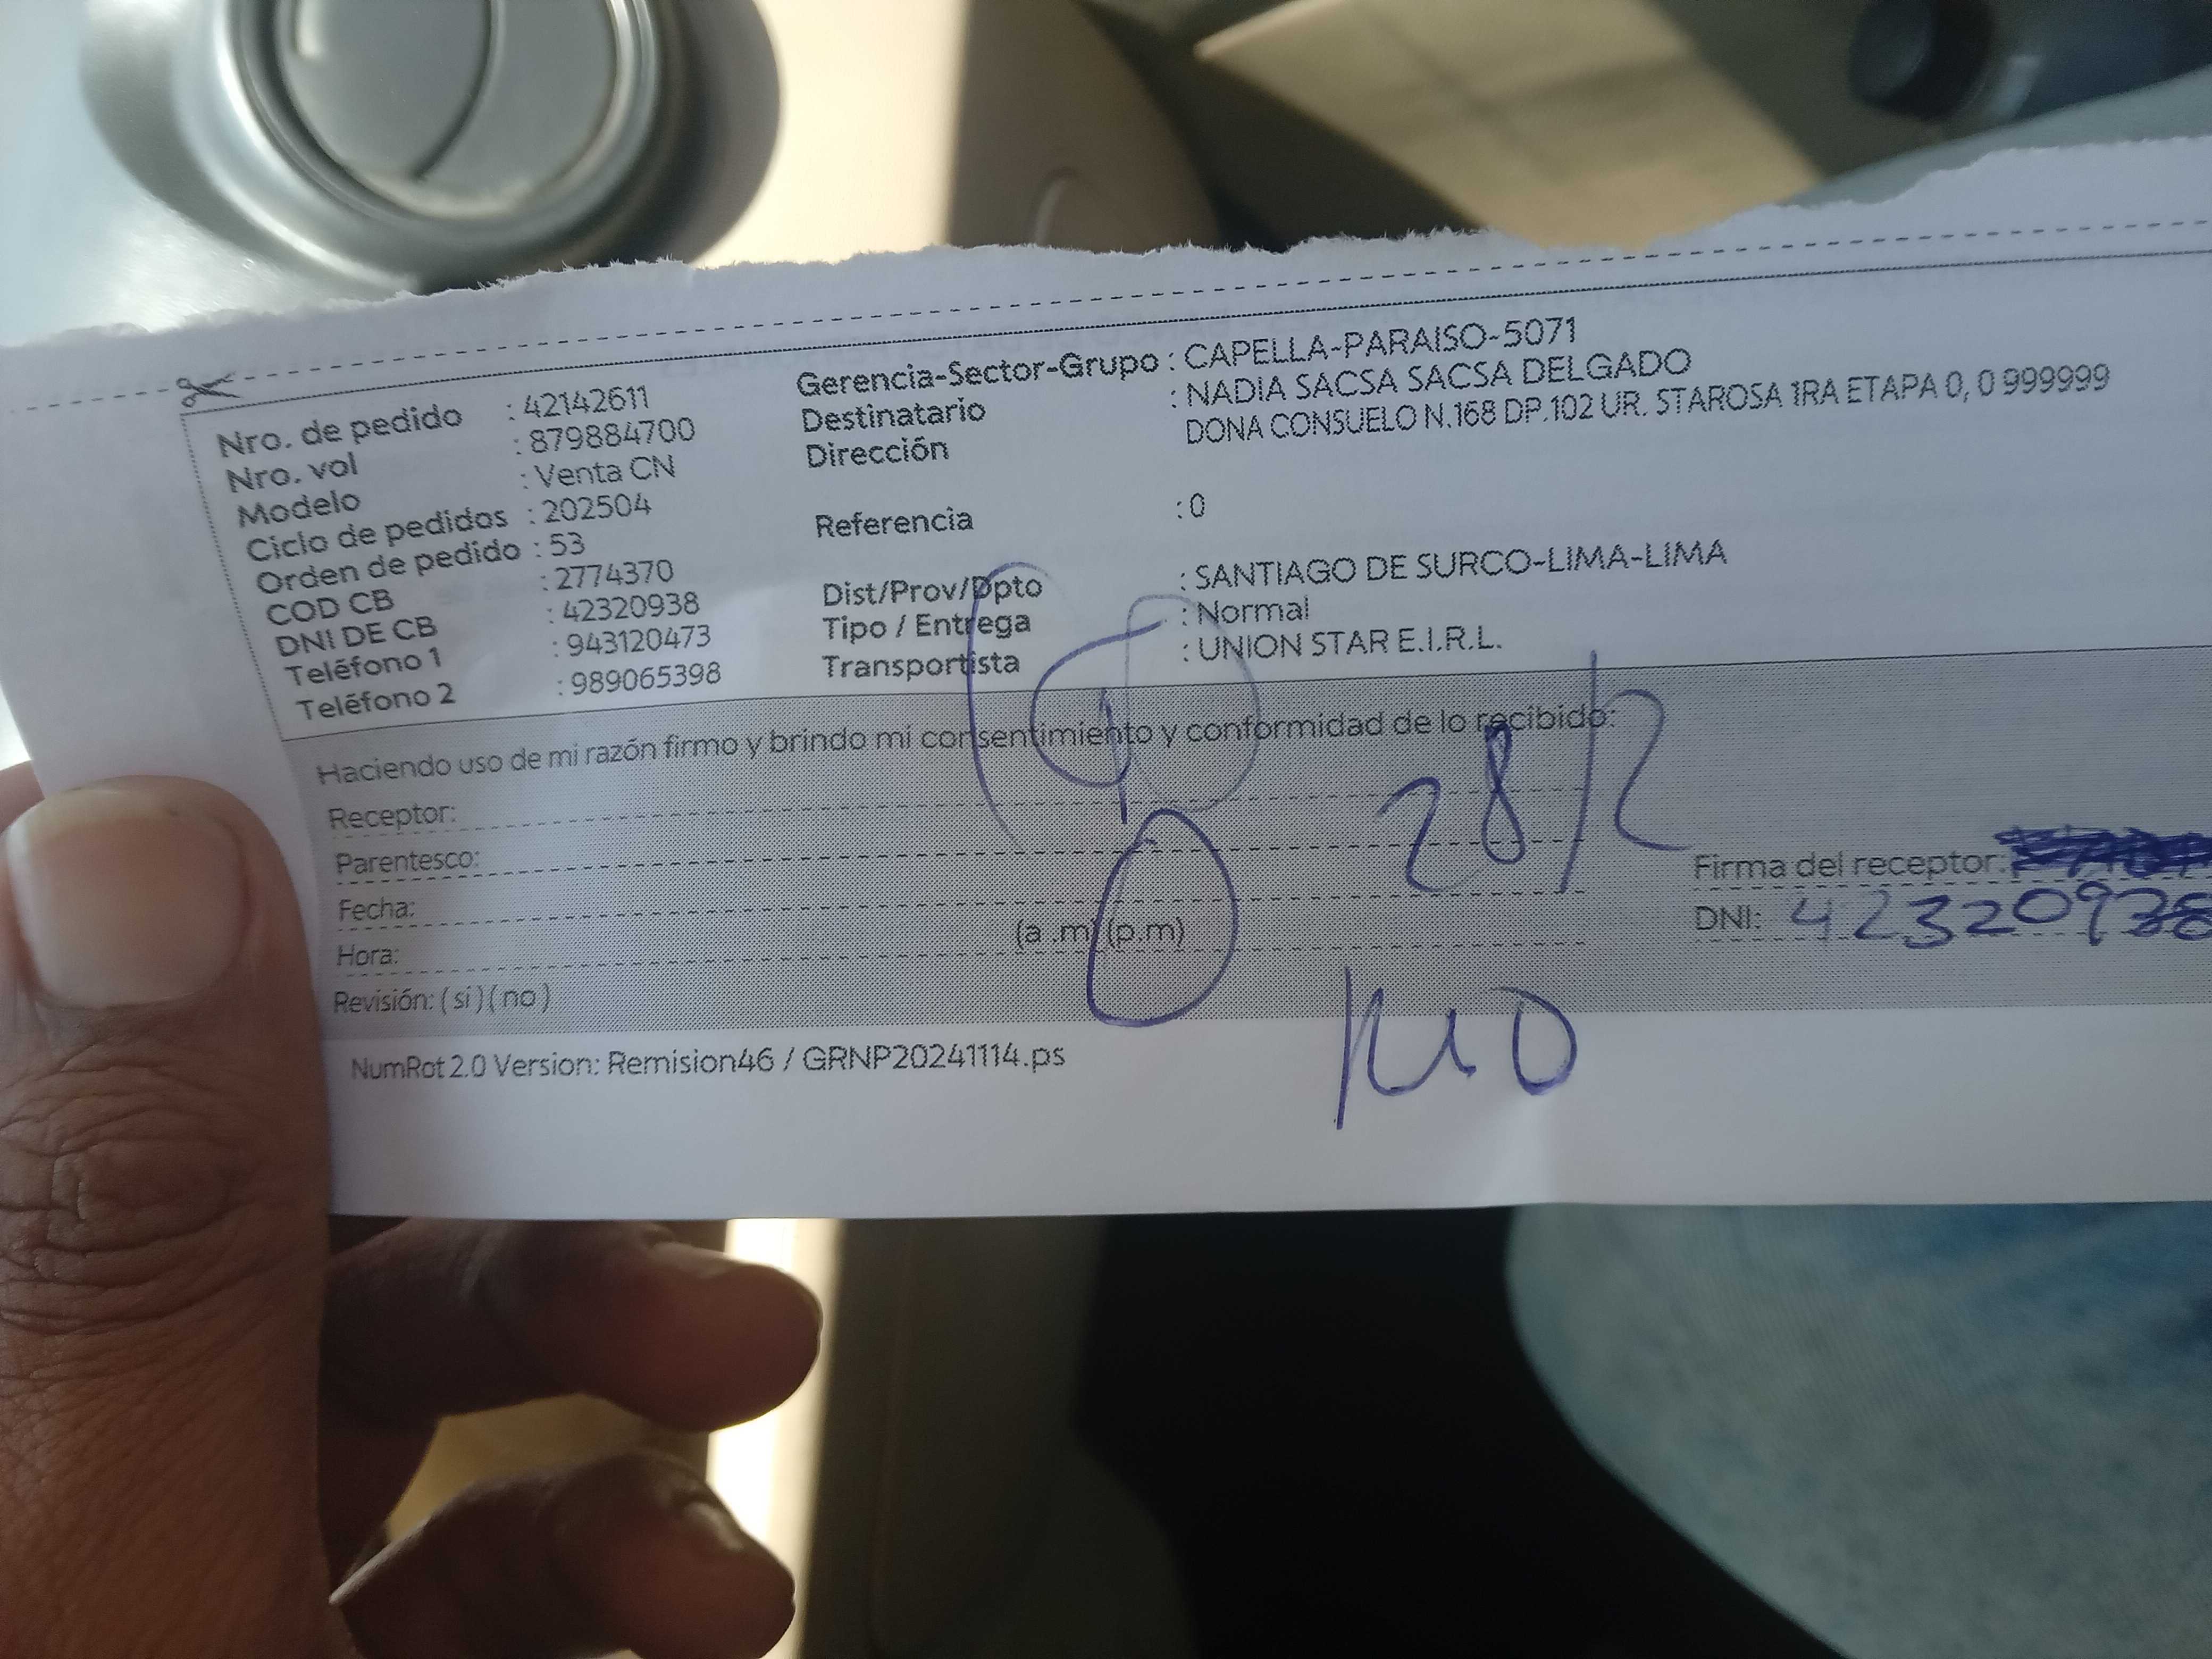 Nro. de pedido : 42142611
Nro. vol : 879884700
Modelo : Venta CN
Ciclo de pedidos : 202504
Orden de pedido : 53
COD CB : 2774370
DNI DE CB : 42320938
Teléfono 1 : 943120473
Teléfono 2 : 989065398
Gerencia-Sector-Grupo : CAPELLA-PARAISO-5071
Destinatario : NADIA SACSA SACSA DELGADO
Dirección DONA CONSUELO N.168 DP.102 UR. STAROSA 1RA ETAPA 0, 0 999999
Referencia : 0
Dist/Prov/Dpto : SANTIAGO DE SURCO-LIMA-LIMA
Tipo / Entrega : Normal
Transportista : UNION STAR E.I.R.L.
Haciendo uso de mi razón firmo y brindo mi consentimiento y conformidad de lo recibido:
28/2
Receptor:
Parentesco:
Fecha:
Hora: (a .m) (p.m)
Revisión: ( si ) ( no )
Firma del receptor:
DNI: 42320938
NumRot 2.0 Version: Remision46 / GRNP20241114.ps